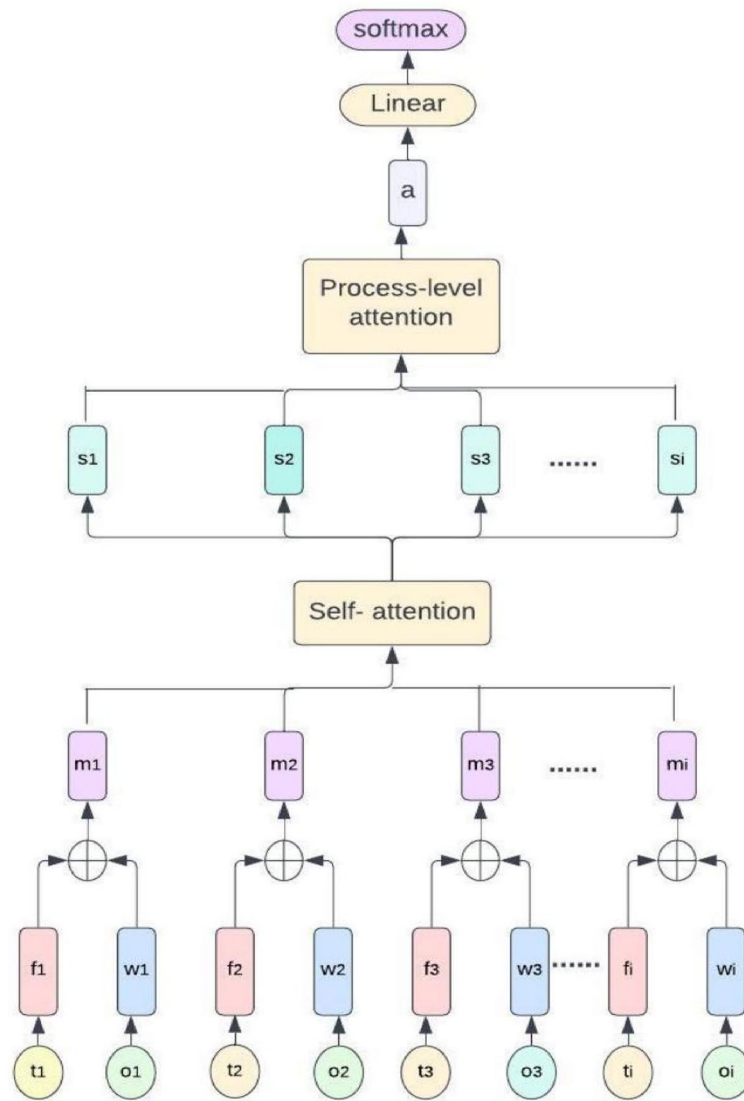 softmax
Linear
a
Process-level
attention
s1 s2 s3 ...... si
Self- attention
m1 m2 m3 ...... mi
f1 w1 f2 w2 f3 w3 ...... fi wi
t1 o1 t2 o2 t3 o3 ti oi